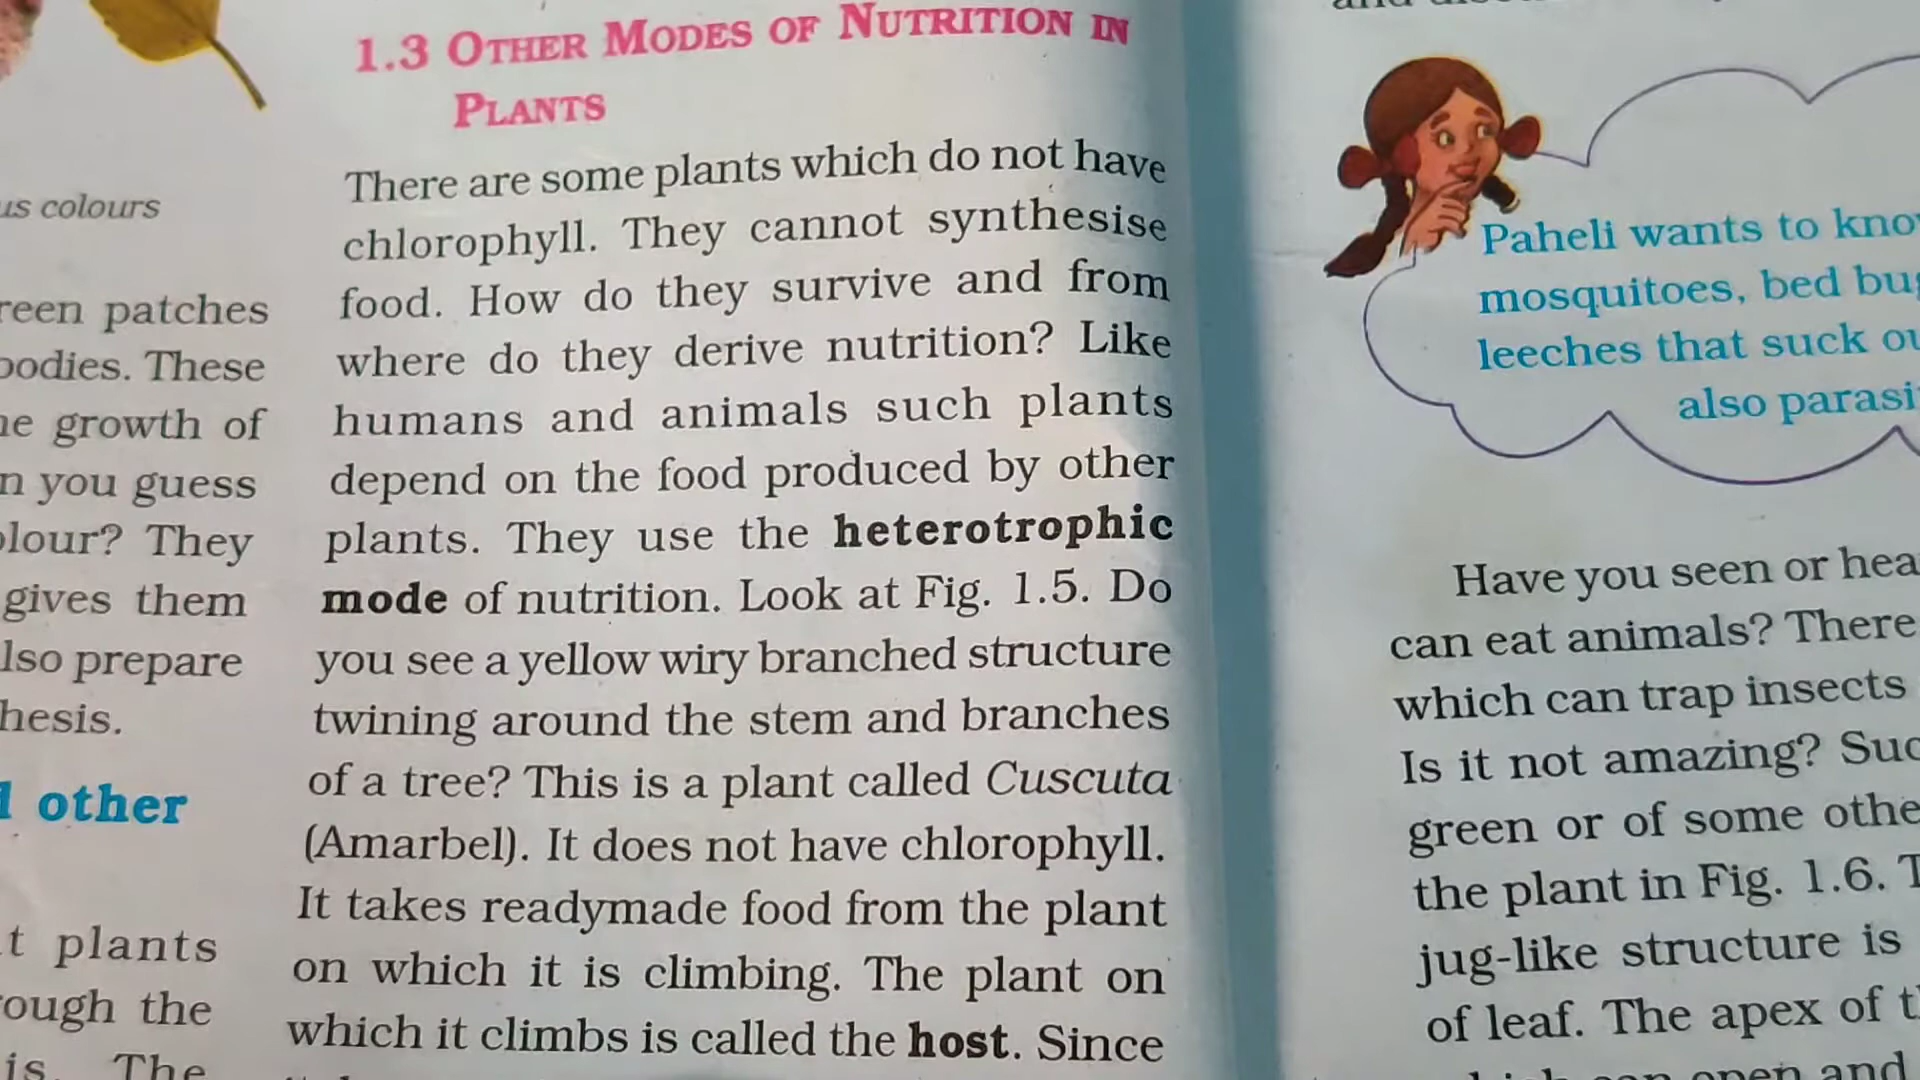 us colours
reen patches
bodies. These
growth of
you guess
lour? They
gives them
lso prepare
hesis.
other
t plants
ough the
is. The
1.3 OTHER MODES OF NUTRITION IN
PLANTS
There are some plants which do not have
chlorophyll. They cannot synthesise
food. How do they survive and from
where do they derive nutrition? Like
humans and animals such plants
depend on the food produced by other
plants. They use the heterotrophic
mode of nutrition. Look at Fig. 1.5. Do
you see a yellow wiry branched structure
twining around the stem and branches
of a tree? This is a plant called Cuscuta
(Amarbel). It does not have chlorophyll.
It takes readymade food from the plant
on which it is climbing. The plant on
which it climbs is called the host. Since
Paheli wants to kno
mosquitoes, bed bug
leeches that suck ou
also parasi
Have you seen or hea
can eat animals? There
which can trap insects
Is it not amazing? Suc
green or of some othe
the plant in Fig. 1.6. T
jug-like structure is
of leaf. The apex of t
open and